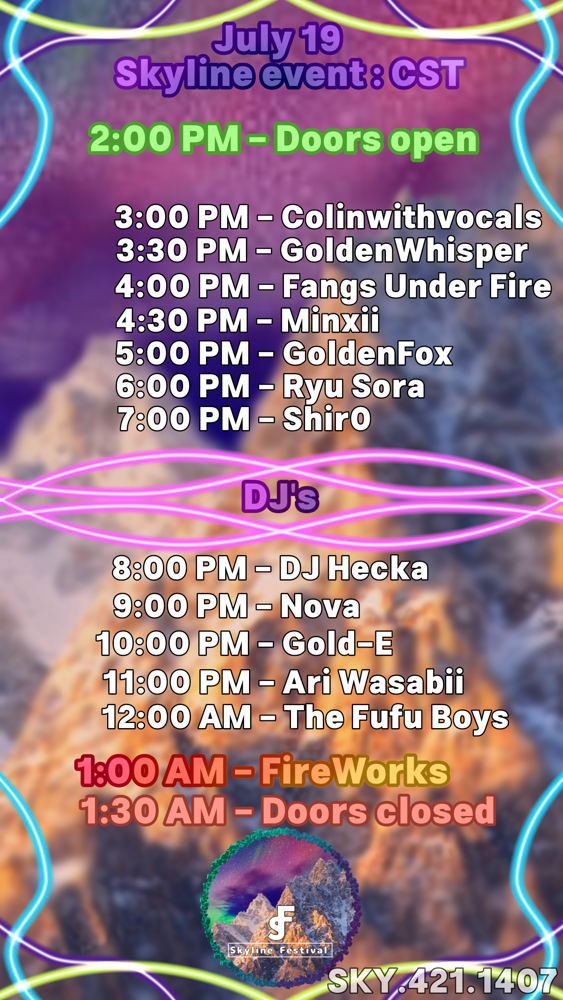 July 19
Skyline event : CST
2:00 PM – Doors open
3:00 PM – Colinwithvocals
3:30 PM – GoldenWhisper
4:00 PM – Fangs Under Fire
4:30 PM – Minxii
5:00 PM – GoldenFox
6:00 PM – Ryu Sora
7:00 PM – Shir0
DJ's
8:00 PM – DJ Hecka
9:00 PM – Nova
10:00 PM – Gold-E
11:00 PM – Ari Wasabii
12:00 AM – The Fufu Boys
1:00 AM – FireWorks
1:30 AM – Doors closed
SF
Skyline Festival
SKY.421.1407